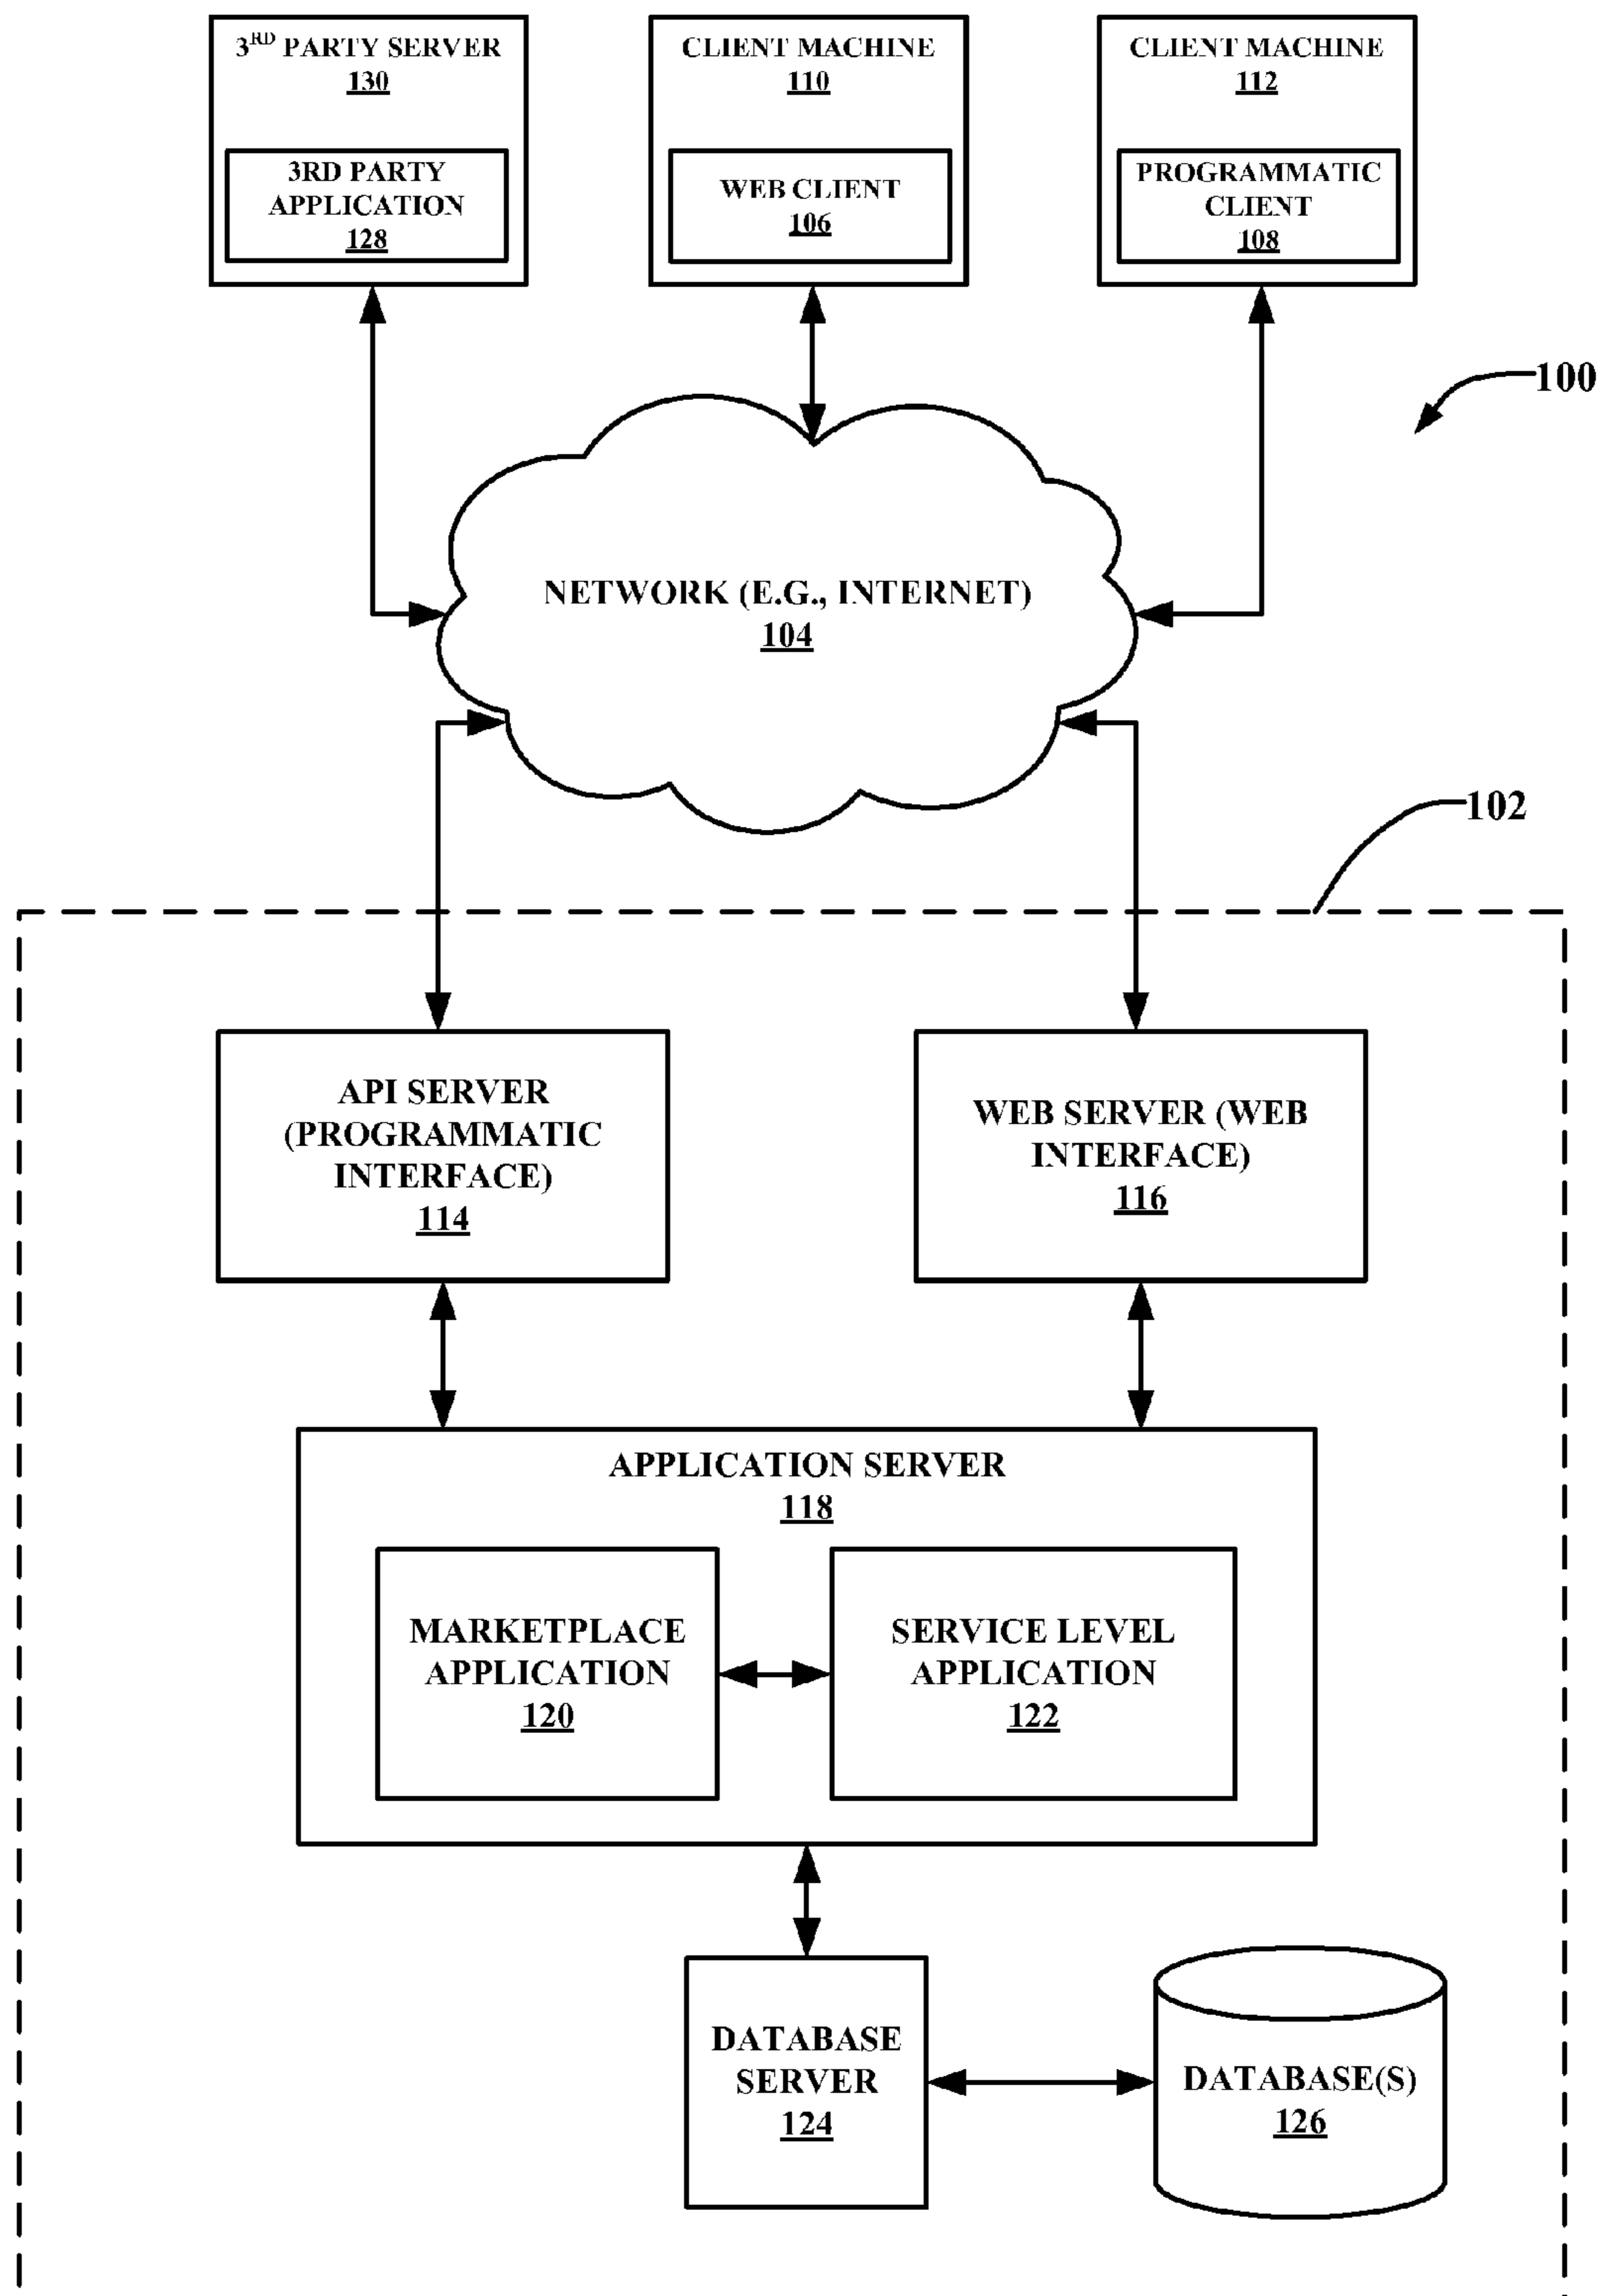 3RD PARTY SERVER
130
3RD PARTY
APPLICATION
128
CLIENT MACHINE
110
WEB CLIENT
106
CLIENT MACHINE
112
PROGRAMMATIC
CLIENT
108
100
NETWORK (E.G., INTERNET)
104
102
API SERVER
(PROGRAMMATIC
INTERFACE)
114
WEB SERVER (WEB
INTERFACE)
116
APPLICATION SERVER
118
MARKETPLACE
APPLICATION
120
SERVICE LEVEL
APPLICATION
122
DATABASE
SERVER
124
DATABASE(S)
126